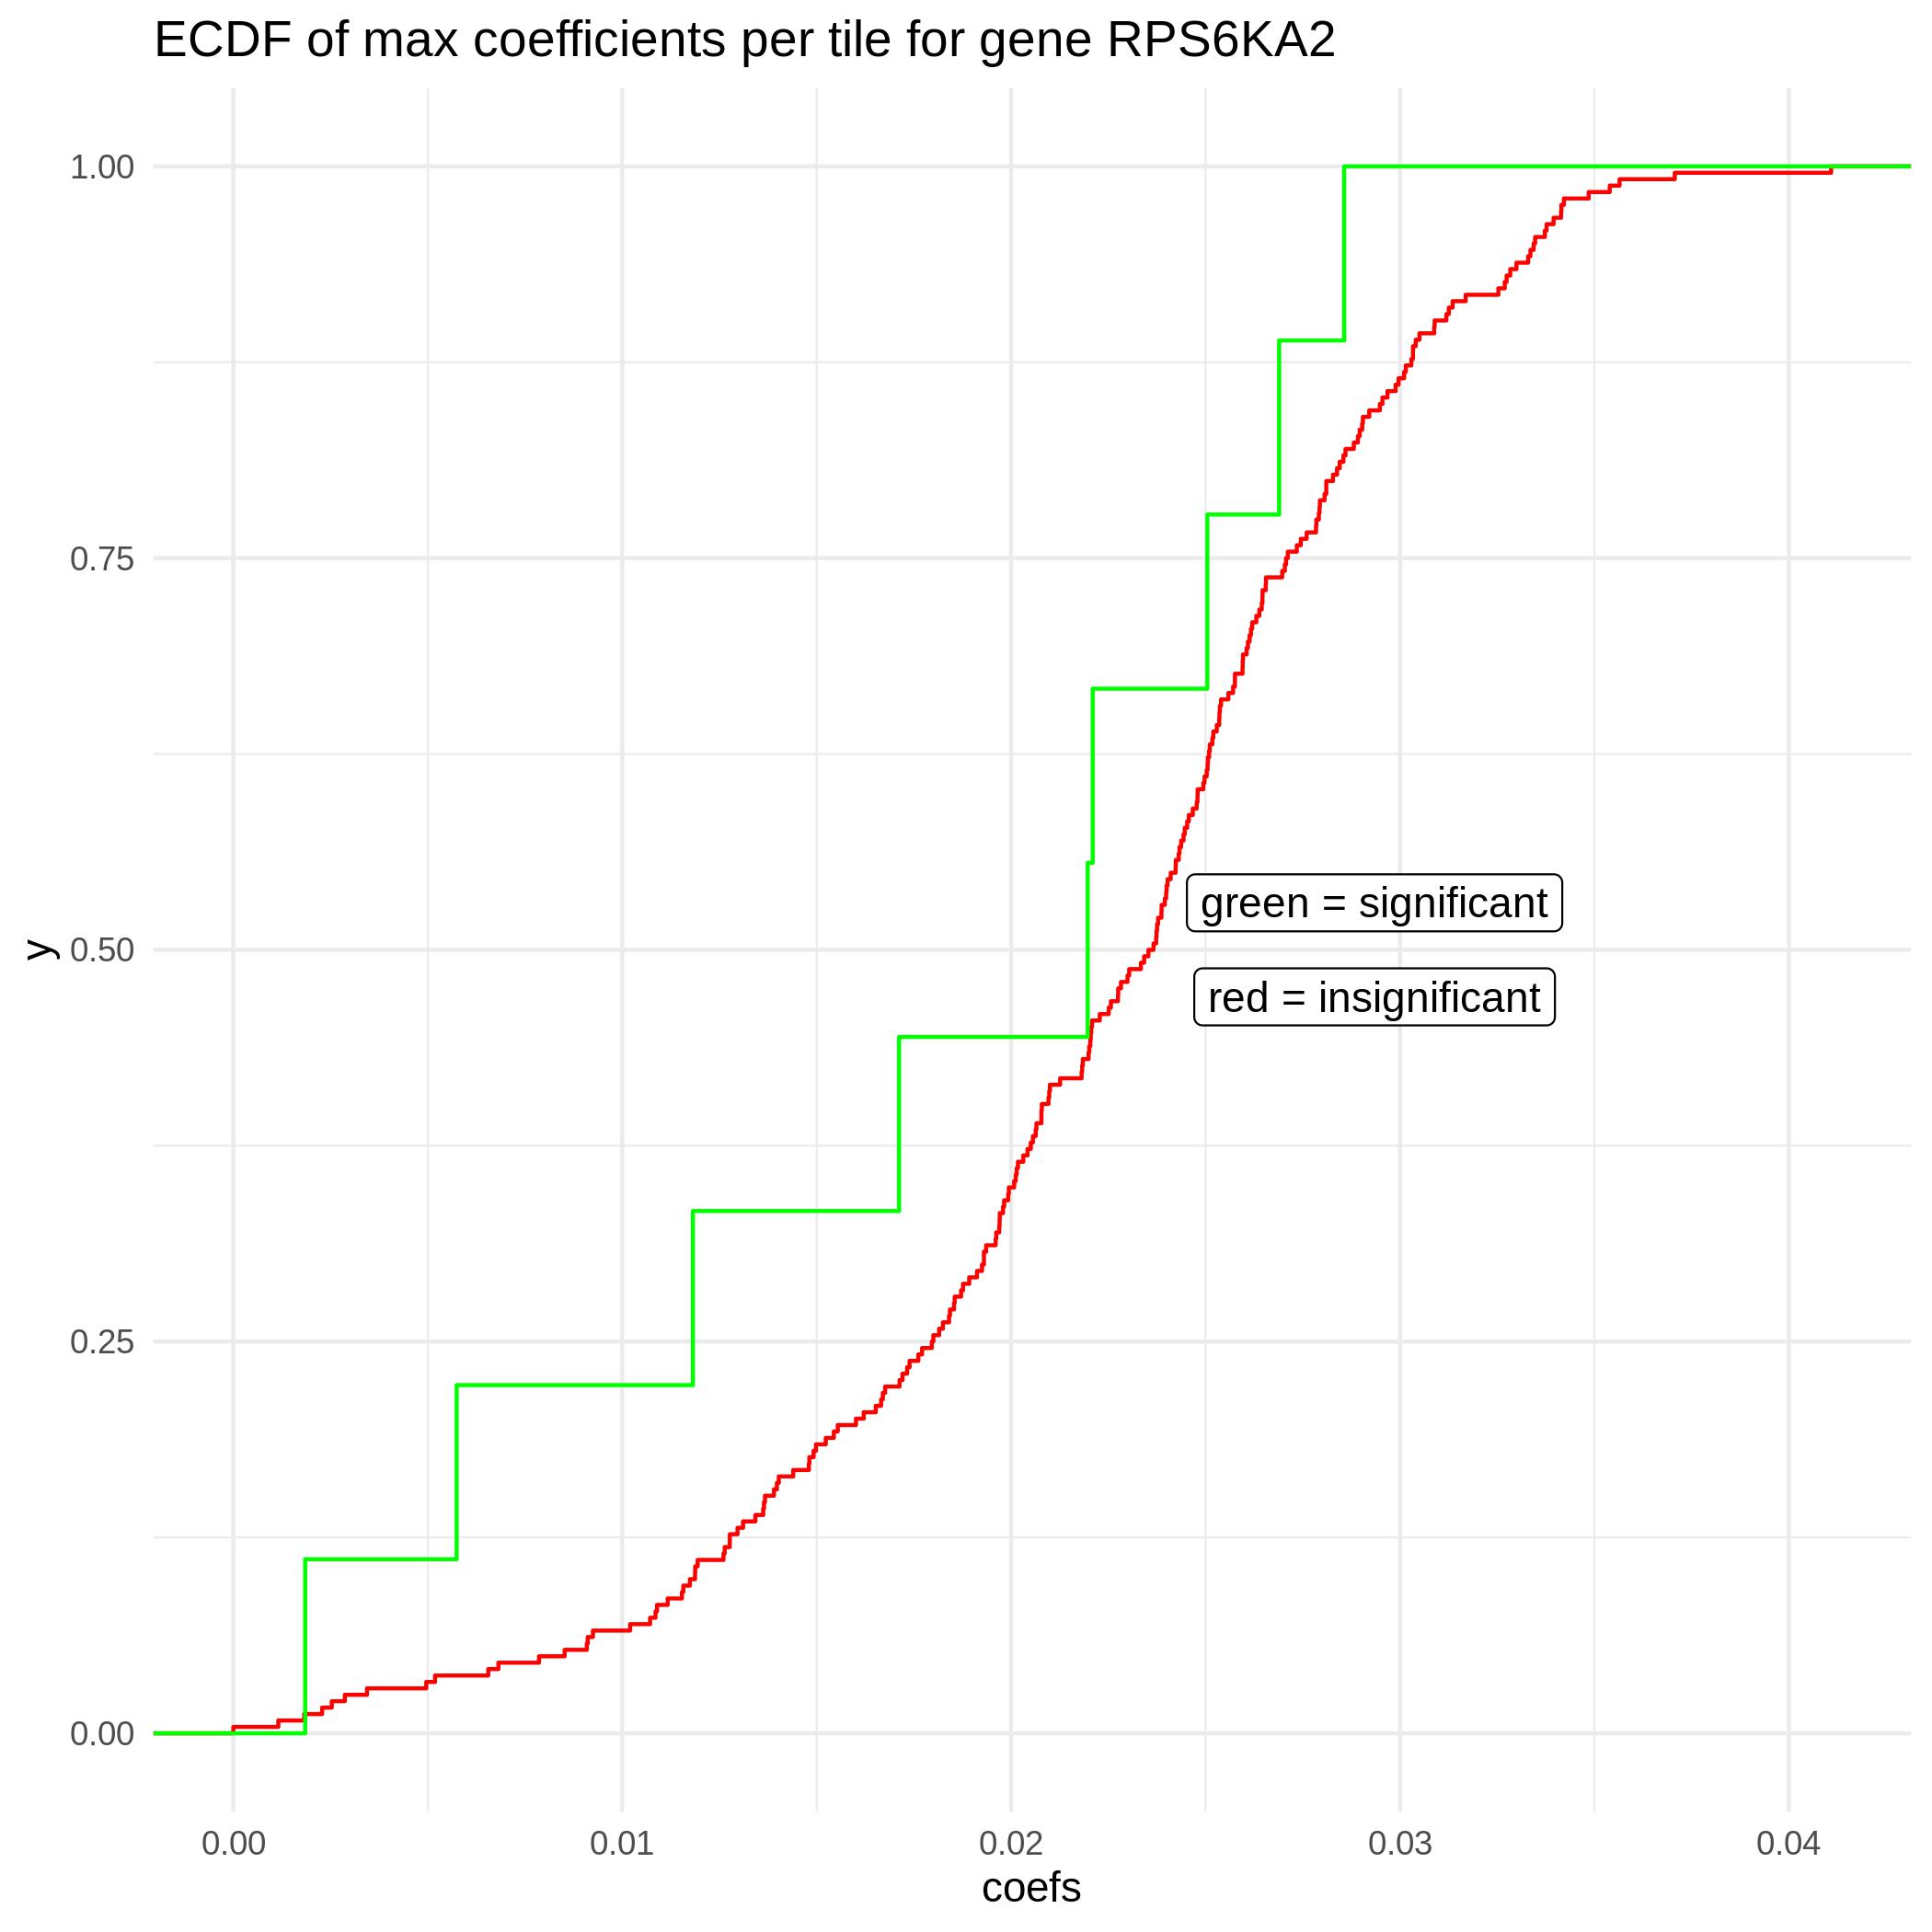 ECDF of max coefficients per tile for gene RPS6KA2
1.00
0.75
0.50
0.25
0.00
y
green = significant
red = insignificant
0.00 0.01 0.02 0.03 0.04
coefs